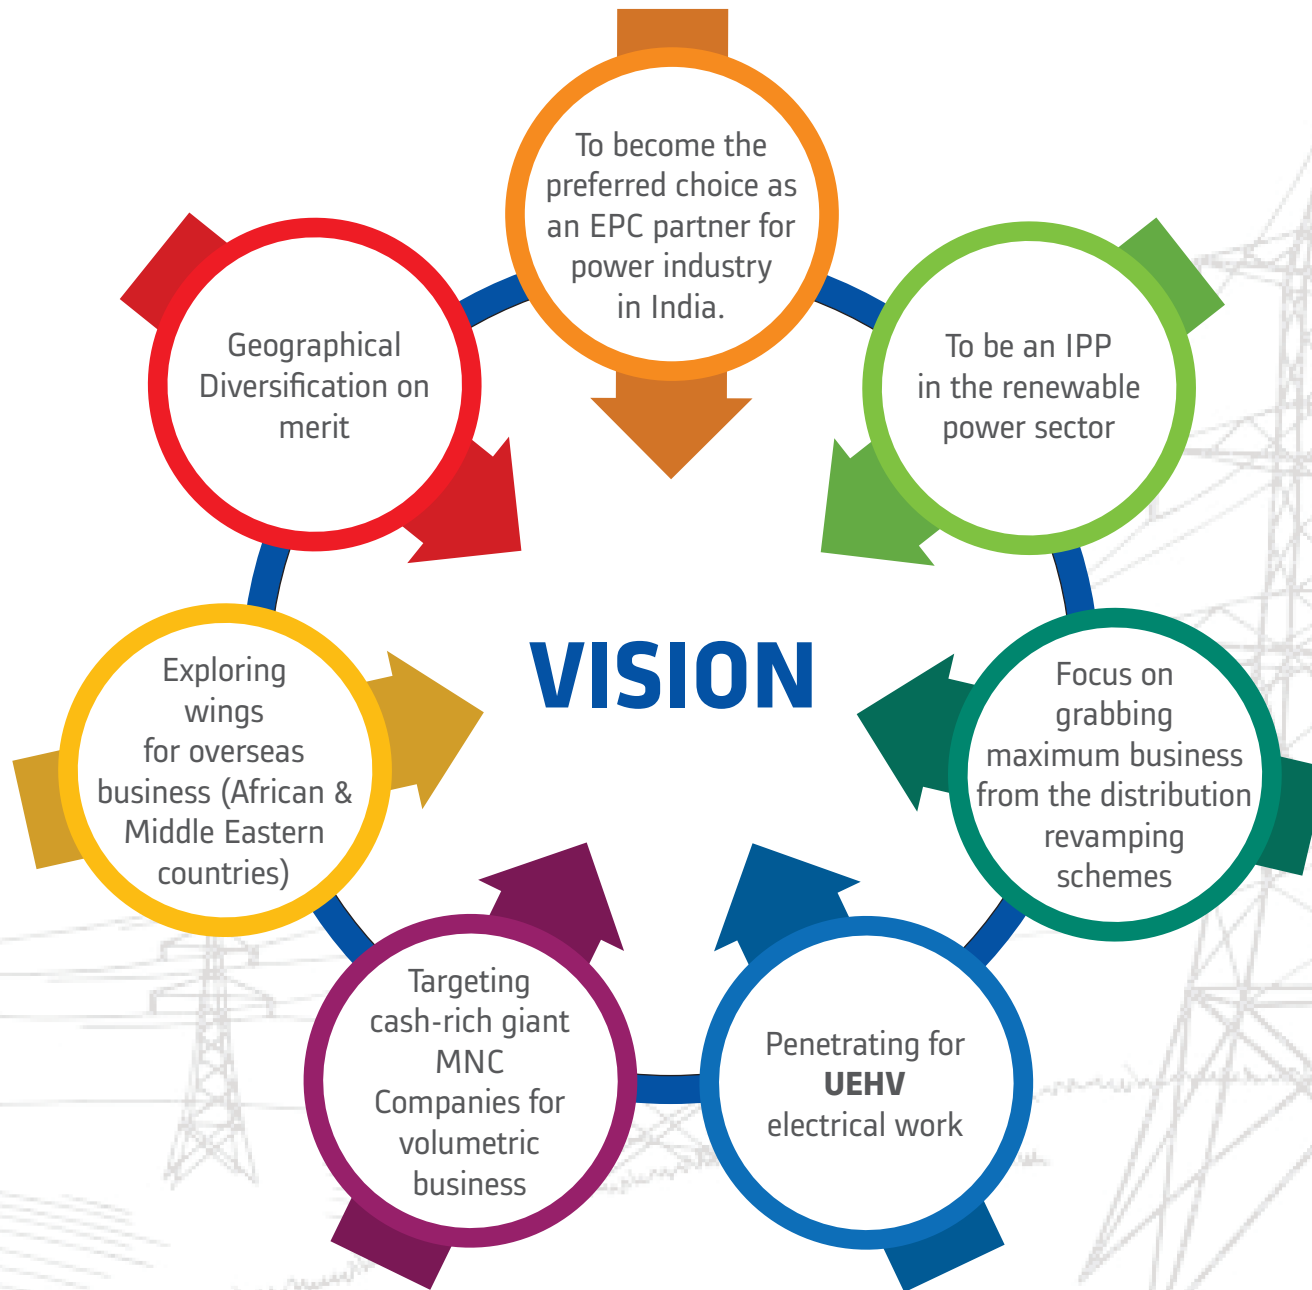 To become the
preferred choice as
an EPC partner for
power industry
in India.
To be an IPP
in the renewable
power sector
Focus on
grabbing
maximum business
from the distribution
revamping
schemes
Penetrating for
UEHV
electrical work
Targeting
cash-rich giant
MNC
Companies for
volumetric
business
Exploring
wings
for overseas
business (African &
Middle Eastern
countries)
Geographical
Diversification on
merit
VISION